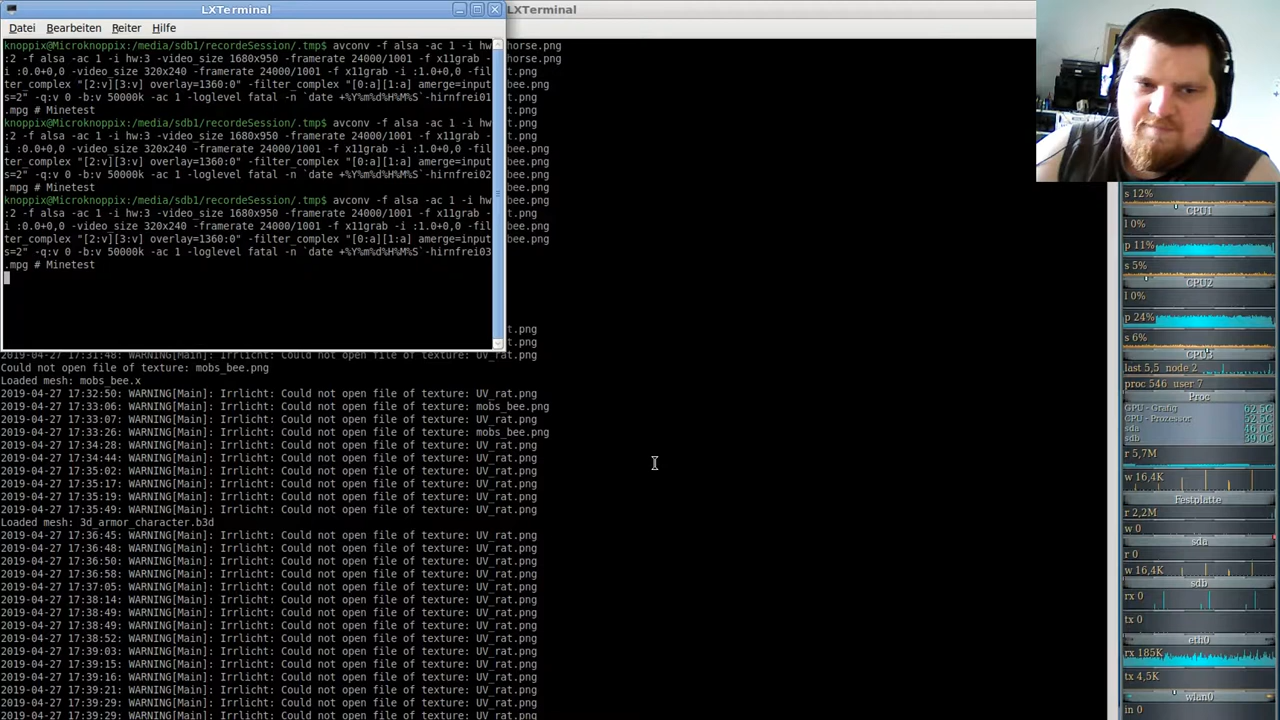 LXTerminal
LXTerminal
Datei Bearbeiten Reiter Hilfe
knoppix@Microknoppix:/media/sdb1/recordeSession/.tmp$ avconv -f alsa -ac 1 -i hw
:2 -f alsa -ac 1 -i hw:3 -video_size 1680x950 -framerate 24000/1001 -f x11grab -
i :0.0+0,0 -video_size 320x240 -framerate 24000/1001 -f x11grab -i :1.0+0,0 -fil
ter_complex "[2:v][3:v] overlay=1360:0" -filter_complex "[0:a][1:a] amerge=input
s=2" -q:v 0 -b:v 50000k -ac 1 -loglevel fatal -n `date +%Y%m%d%H%M%S`-hirnfrei01
.mpg # Minetest
knoppix@Microknoppix:/media/sdb1/recordeSession/.tmp$ avconv -f alsa -ac 1 -i hw
:2 -f alsa -ac 1 -i hw:3 -video_size 1680x950 -framerate 24000/1001 -f x11grab -
i :0.0+0,0 -video_size 320x240 -framerate 24000/1001 -f x11grab -i :1.0+0,0 -fil
ter_complex "[2:v][3:v] overlay=1360:0" -filter_complex "[0:a][1:a] amerge=input
s=2" -q:v 0 -b:v 50000k -ac 1 -loglevel fatal -n `date +%Y%m%d%H%M%S`-hirnfrei02
.mpg # Minetest
knoppix@Microknoppix:/media/sdb1/recordeSession/.tmp$ avconv -f alsa -ac 1 -i hw
:2 -f alsa -ac 1 -i hw:3 -video_size 1680x950 -framerate 24000/1001 -f x11grab -
i :0.0+0,0 -video_size 320x240 -framerate 24000/1001 -f x11grab -i :1.0+0,0 -fil
ter_complex "[2:v][3:v] overlay=1360:0" -filter_complex "[0:a][1:a] amerge=input
s=2" -q:v 0 -b:v 50000k -ac 1 -loglevel fatal -n `date +%Y%m%d%H%M%S`-hirnfrei03
.mpg # Minetest
horse.png
horse.png
t.png
bee.png
t.png
t.png
t.png
t.png
bee.png
t.png
bee.png
bee.png
bee.png
t.png
bee.png
bee.png
t.png
t.png
2019-04-27 17:31:48: WARNING[Main]: Irrlicht: Could not open file of texture: UV_rat.png
Could not open file of texture: mobs_bee.png
Loaded mesh: mobs_bee.x
2019-04-27 17:32:50: WARNING[Main]: Irrlicht: Could not open file of texture: UV_rat.png
2019-04-27 17:33:06: WARNING[Main]: Irrlicht: Could not open file of texture: mobs_bee.png
2019-04-27 17:33:07: WARNING[Main]: Irrlicht: Could not open file of texture: UV_rat.png
2019-04-27 17:33:26: WARNING[Main]: Irrlicht: Could not open file of texture: mobs_bee.png
2019-04-27 17:34:28: WARNING[Main]: Irrlicht: Could not open file of texture: UV_rat.png
2019-04-27 17:34:44: WARNING[Main]: Irrlicht: Could not open file of texture: UV_rat.png
2019-04-27 17:35:02: WARNING[Main]: Irrlicht: Could not open file of texture: UV_rat.png
2019-04-27 17:35:17: WARNING[Main]: Irrlicht: Could not open file of texture: UV_rat.png
2019-04-27 17:35:19: WARNING[Main]: Irrlicht: Could not open file of texture: UV_rat.png
2019-04-27 17:35:49: WARNING[Main]: Irrlicht: Could not open file of texture: UV_rat.png
Loaded mesh: 3d_armor_character.b3d
2019-04-27 17:36:45: WARNING[Main]: Irrlicht: Could not open file of texture: UV_rat.png
2019-04-27 17:36:48: WARNING[Main]: Irrlicht: Could not open file of texture: UV_rat.png
2019-04-27 17:36:50: WARNING[Main]: Irrlicht: Could not open file of texture: UV_rat.png
2019-04-27 17:36:58: WARNING[Main]: Irrlicht: Could not open file of texture: UV_rat.png
2019-04-27 17:37:05: WARNING[Main]: Irrlicht: Could not open file of texture: UV_rat.png
2019-04-27 17:38:14: WARNING[Main]: Irrlicht: Could not open file of texture: UV_rat.png
2019-04-27 17:38:49: WARNING[Main]: Irrlicht: Could not open file of texture: UV_rat.png
2019-04-27 17:38:49: WARNING[Main]: Irrlicht: Could not open file of texture: UV_rat.png
2019-04-27 17:38:52: WARNING[Main]: Irrlicht: Could not open file of texture: UV_rat.png
2019-04-27 17:39:03: WARNING[Main]: Irrlicht: Could not open file of texture: UV_rat.png
2019-04-27 17:39:15: WARNING[Main]: Irrlicht: Could not open file of texture: UV_rat.png
2019-04-27 17:39:16: WARNING[Main]: Irrlicht: Could not open file of texture: UV_rat.png
2019-04-27 17:39:21: WARNING[Main]: Irrlicht: Could not open file of texture: UV_rat.png
2019-04-27 17:39:29: WARNING[Main]: Irrlicht: Could not open file of texture: UV_rat.png
2019-04-27 17:39:29: WARNING[Main]: Irrlicht: Could not open file of texture: UV_rat.png
s 12%
CPU1
l 0%
p 11%
s 5%
CPU2
l 0%
p 24%
s 6%
CPU3
last 5,5 node 2
proc 546 user 7
Proc
GPU - Grafig 62,5C
CPU - Prozessor 52,5C
sda 46,0C
sdb 39,0C
r 5,7M
w 16,4K
Festplatte
r 2,2M
w 0
sda
r 0
w 16,4K
sdb
rx 0
tx 0
eth0
rx 185K
tx 4,5K
wlan0
in 0